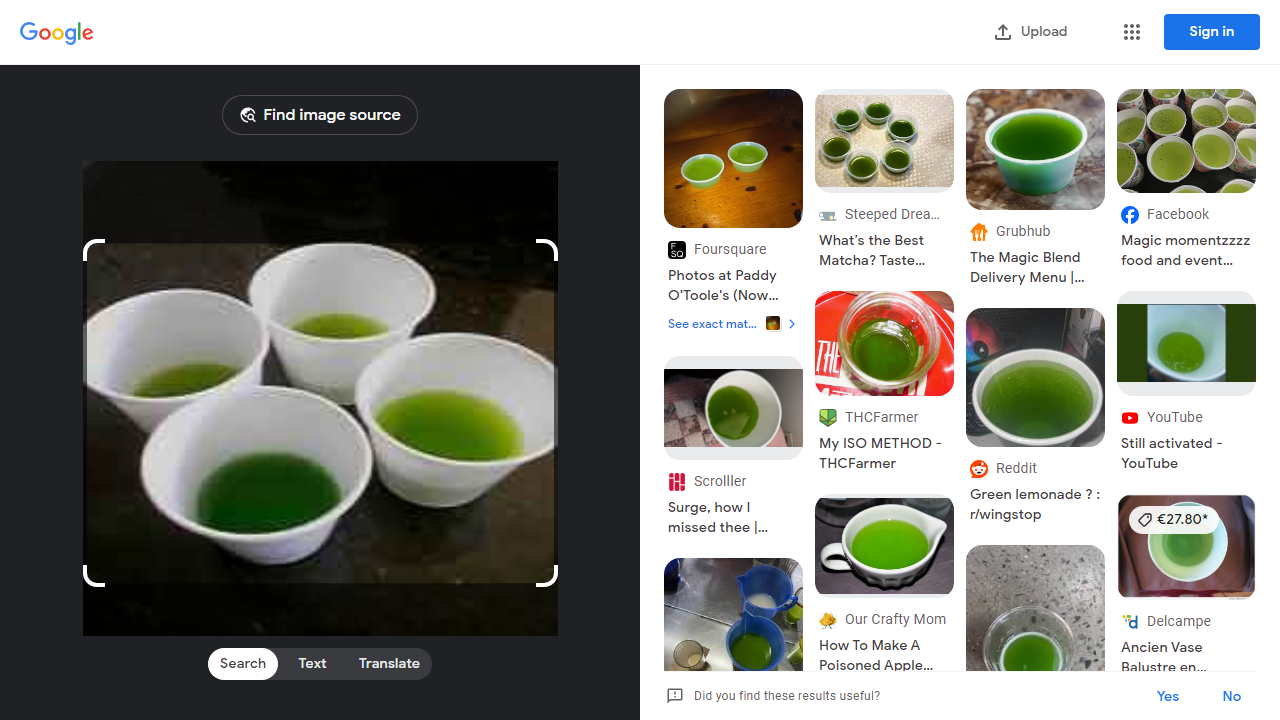 Google
Upload
Sign in
Find image source
Search
Text
Translate
Foursquare
Photos at Paddy
O'Toole's (Now...
See exact mat...
Scrolller
Surge, how I
missed thee |...
Steeped Drea...
What's the Best
Matcha? Taste...
THE
THCFarmer
My ISO METHOD -
THCFarmer
Our Crafty Mom
How To Make A
Poisoned Apple...
Grubhub
The Magic Blend
Delivery Menu |...
Reddit
Green lemonade ? :
r/wingstop
Facebook
Magic momentzzzz
food and event...
YouTube
Still activated -
YouTube
€27.80*
Delcampe
Ancien Vase
Balustre en...
Did you find these results useful?
Yes
No